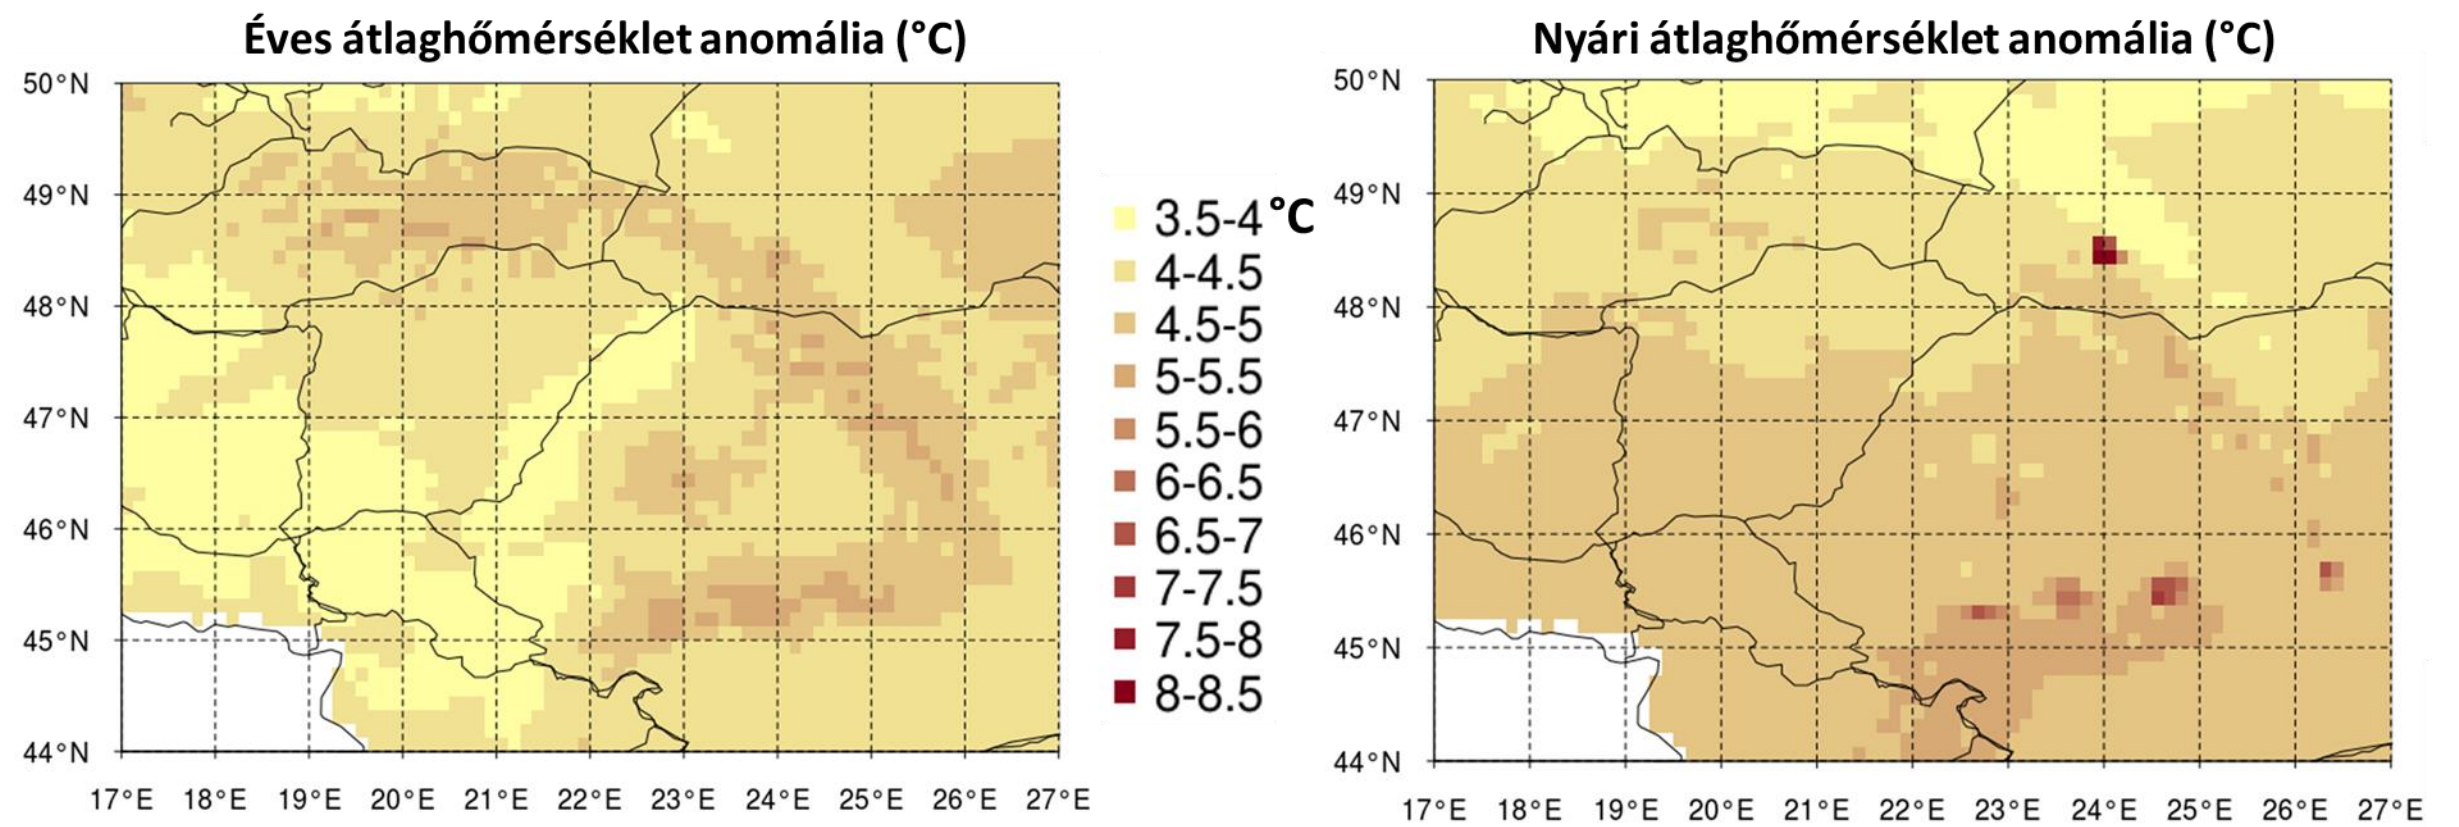 Éves átlaghőmérséklet anomália (°C)
50°N
49°N
48°N
47°N
46°N
45°N
44°N
17°E 18°E 19°E 20°E 21°E 22°E 23°E 24°E 25°E 26°E 27°E
3.5-4 °C
4-4.5
4.5-5
5-5.5
5.5-6
6-6.5
6.5-7
7-7.5
7.5-8
8-8.5
Nyári átlaghőmérséklet anomália (°C)
50°N
49°N
48°N
47°N
46°N
45°N
44°N
17°E 18°E 19°E 20°E 21°E 22°E 23°E 24°E 25°E 26°E 27°E